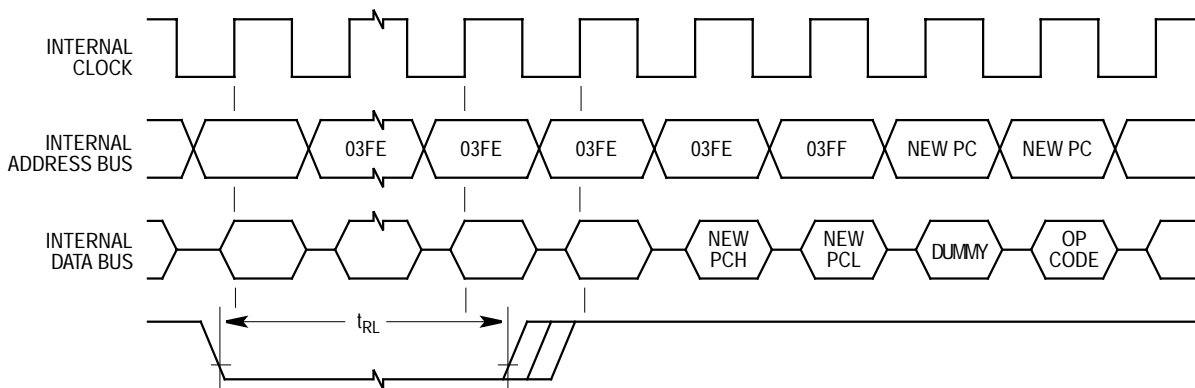 INTERNAL
CLOCK
INTERNAL
ADDRESS BUS
03FE
03FE
03FE
03FE
03FF
NEW PC
NEW PC
INTERNAL
DATA BUS
NEW
PCH
NEW
PCL
DUMMY
OP
CODE
tRL